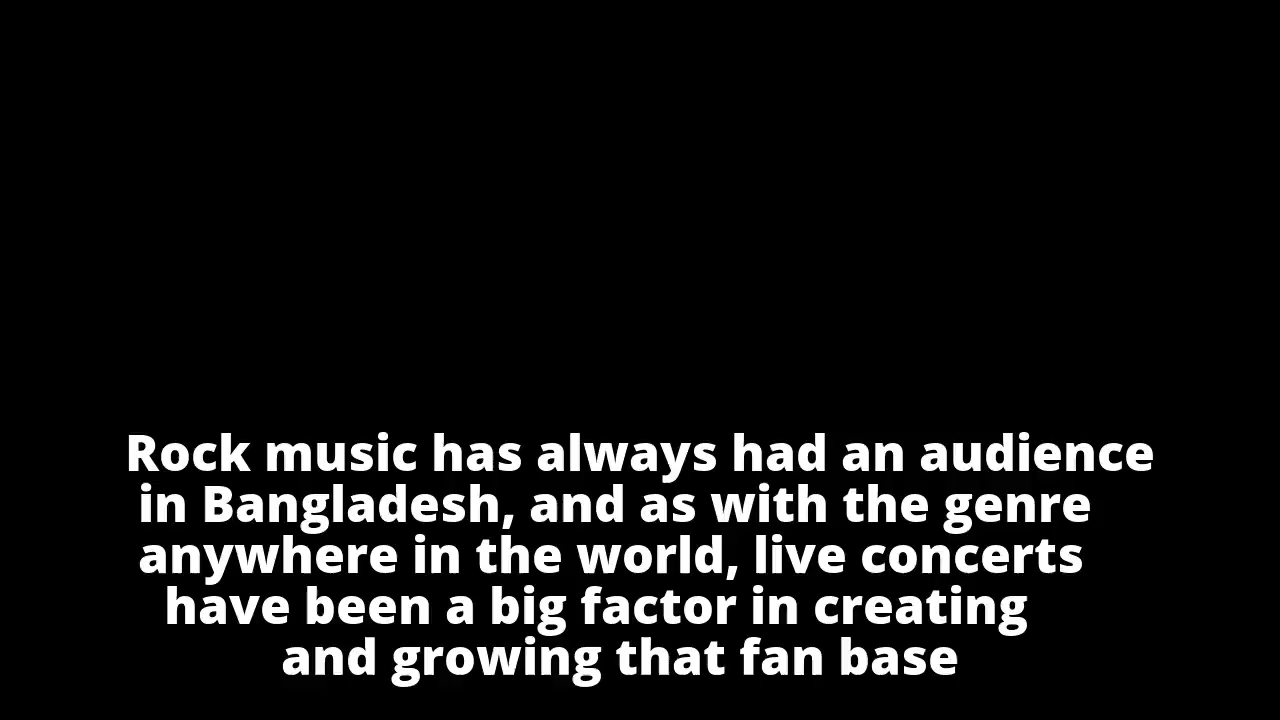 Rock music has always had an audience
in Bangladesh, and as with the genre
anywhere in the world, live concerts
have been a big factor in creating
and growing that fan base